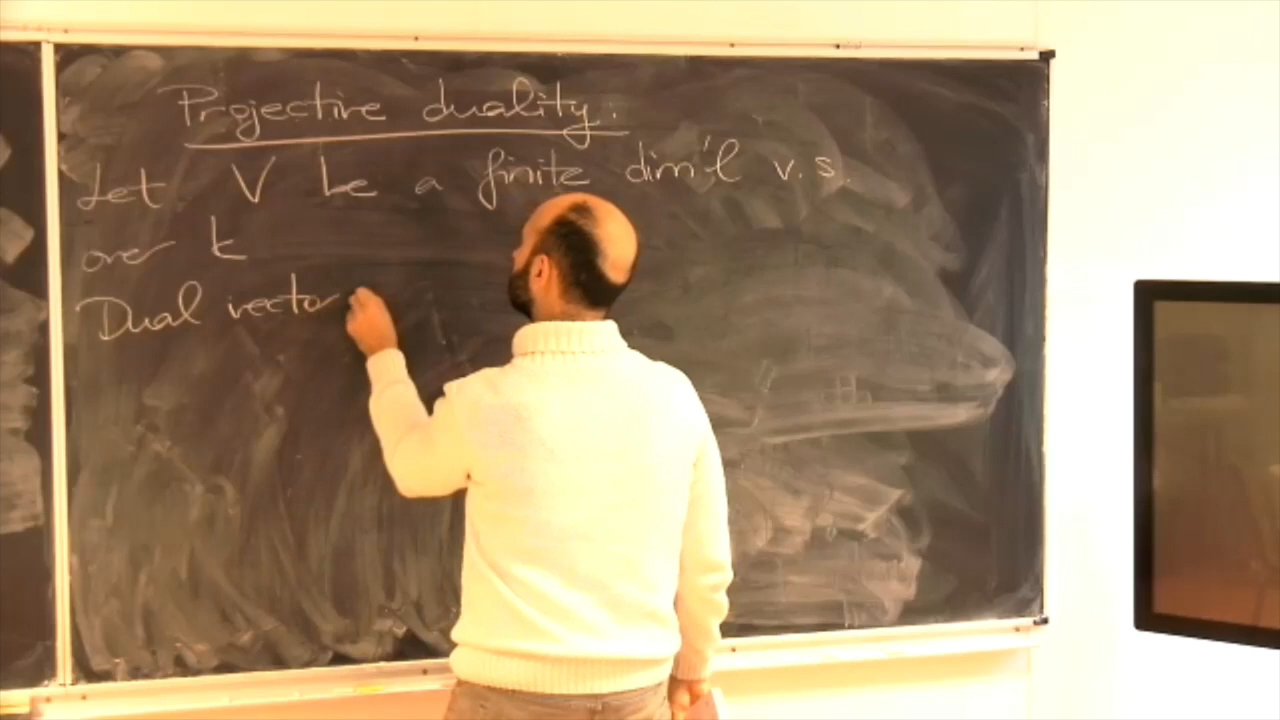 Projective duality:
Let V be a finite dim'l v.s.
over k
Dual vector